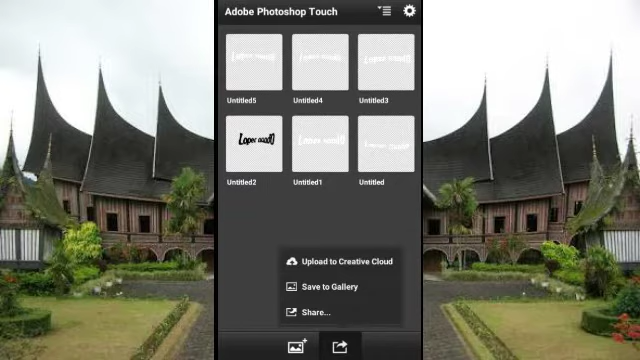 Adobe Photoshop Touch
Untitled5
Untitled4
Untitled3
Untitled2
Untitled1
Untitled
Upload to Creative Cloud
Save to Gallery
Share...